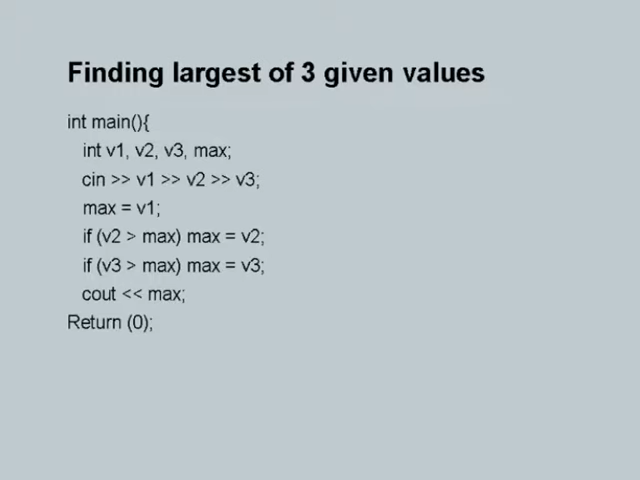 Finding largest of 3 given values
int main(){
int v1, v2, v3, max;
cin >> v1 >> v2 >> v3;
max = v1;
if (v2 > max) max = v2;
if (v3 > max) max = v3;
cout << max;
Return (0);